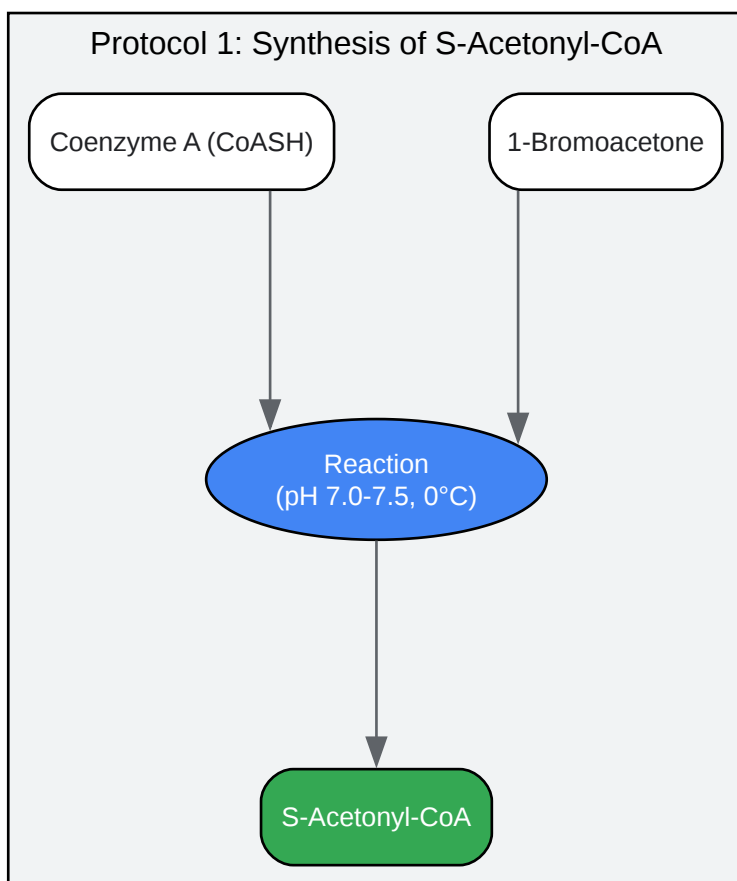 Protocol 1: Synthesis of S-Acetonyl-CoA
Coenzyme A (CoASH)
1-Bromoacetone
Reaction
(pH 7.0-7.5, 0°C)
S-Acetonyl-CoA